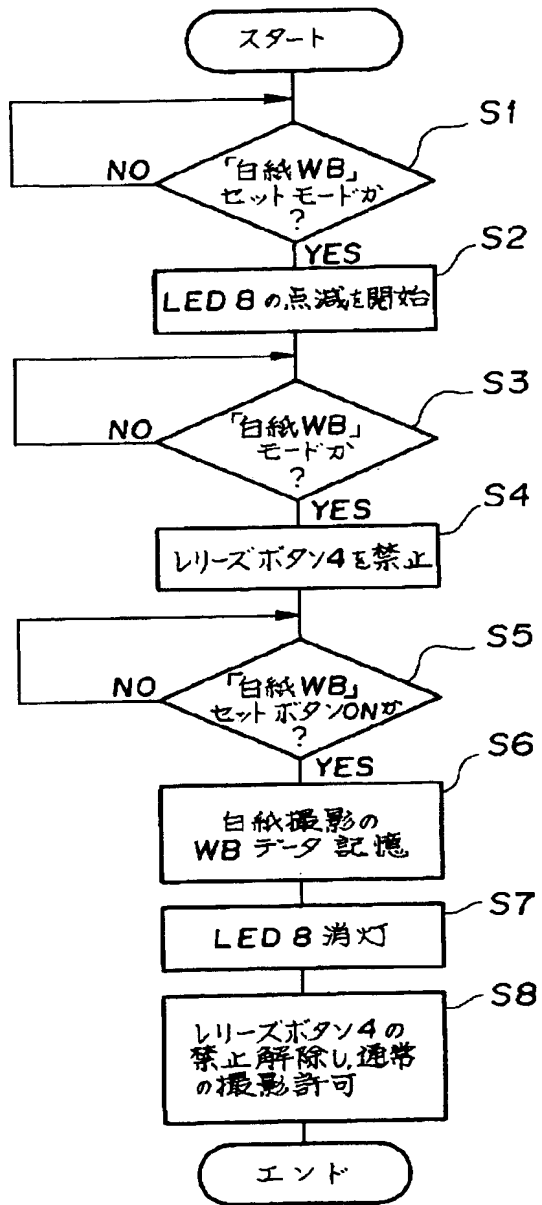 スタート
S1
NO
「白紙WB」
セットモードか
?
YES
S2
LED 8 の点滅を開始
S3
NO
「白紙WB」
モードか
?
YES
S4
レリーズボタン4を禁止
S5
NO
「白紙WB」
セットボタンONか
?
YES
S6
白紙撮影の
WBデータ記憶
S7
LED 8 消灯
S8
レリーズボタン4の
禁止解除し,通常
の撮影許可
エンド